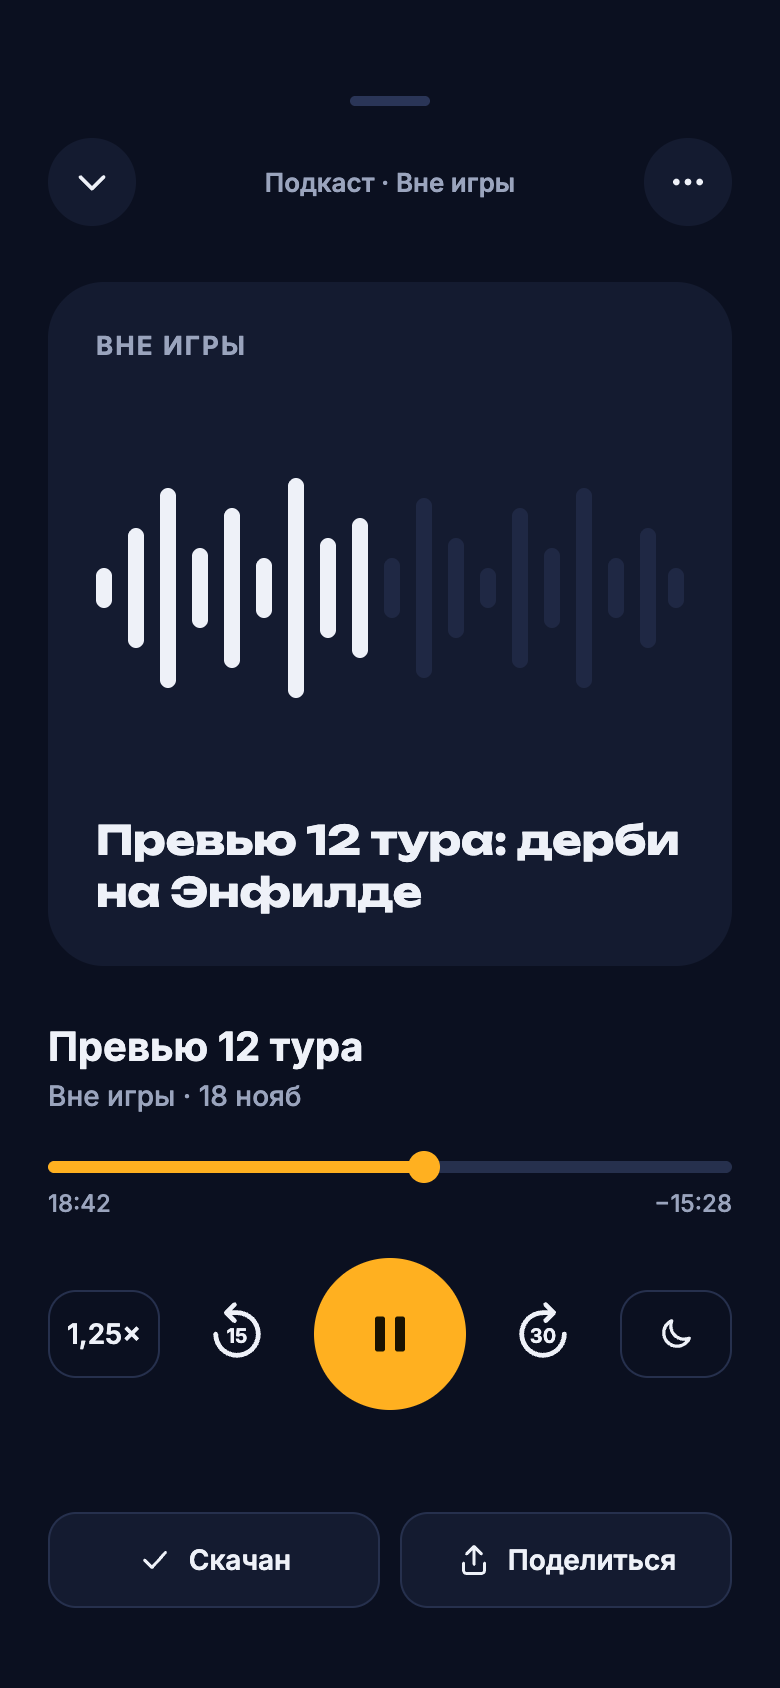 Подкаст · Вне игры
ВНЕ ИГРЫ
Превью 12 тура: дерби
на Энфилде
Превью 12 тура
Вне игры · 18 нояб
18:42
−15:28
1,25×
15
30
Скачан
Поделиться